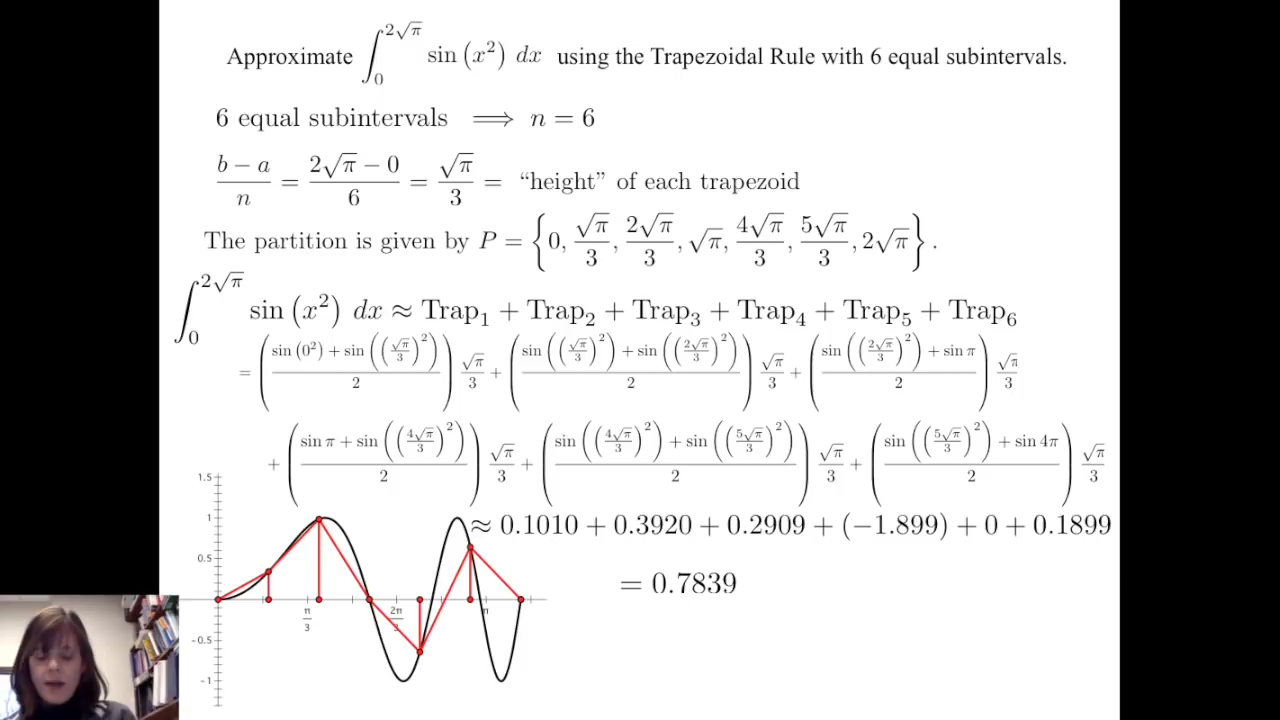 Approximate ∫₀^{2√π} sin (x²) dx using the Trapezoidal Rule with 6 equal subintervals.
6 equal subintervals ⟹ n = 6
(b − a)/n = (2√π − 0)/6 = √π/3 = “height” of each trapezoid
The partition is given by P = {0, √π/3, 2√π/3, √π, 4√π/3, 5√π/3, 2√π}.
∫₀^{2√π} sin (x²) dx ≈ Trap₁ + Trap₂ + Trap₃ + Trap₄ + Trap₅ + Trap₆
= ((sin (0²) + sin ((√π/3)²))/2) √π/3 + ((sin ((√π/3)²) + sin ((2√π/3)²))/2) √π/3 + ((sin ((2√π/3)²) + sin π)/2) √π/3
+ ((sin π + sin ((4√π/3)²))/2) √π/3 + ((sin ((4√π/3)²) + sin ((5√π/3)²))/2) √π/3 + ((sin ((5√π/3)²) + sin 4π)/2) √π/3
≈ 0.1010 + 0.3920 + 0.2909 + (−1.899) + 0 + 0.1899
= 0.7839
1.5
1
0.5
π/3
2π/3
π
-0.5
-1